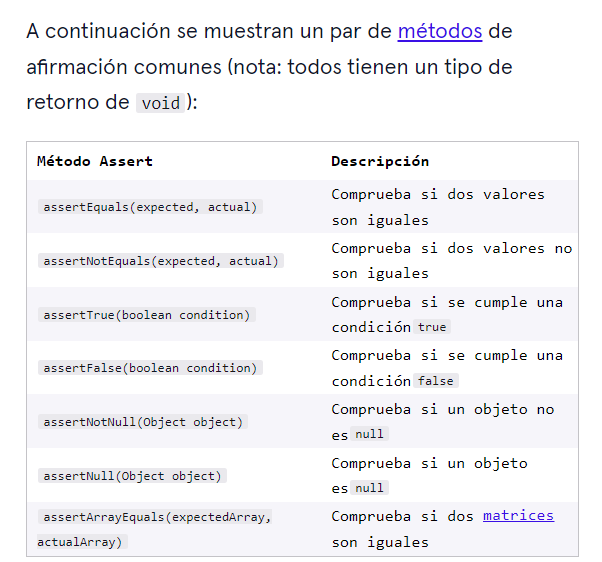 A continuación se muestran un par de métodos de
afirmación comunes (nota: todos tienen un tipo de
retorno de void):
Método Assert Descripción
assertEquals(expected, actual) Comprueba si dos valores
son iguales
assertNotEquals(expected, actual) Comprueba si dos valores no
son iguales
assertTrue(boolean condition) Comprueba si se cumple una
condición true
assertFalse(boolean condition) Comprueba si se cumple una
condición false
assertNotNull(Object object) Comprueba si un objeto no
es null
assertNull(Object object) Comprueba si un objeto
es null
assertArrayEquals(expectedArray, Comprueba si dos matrices
actualArray) son iguales